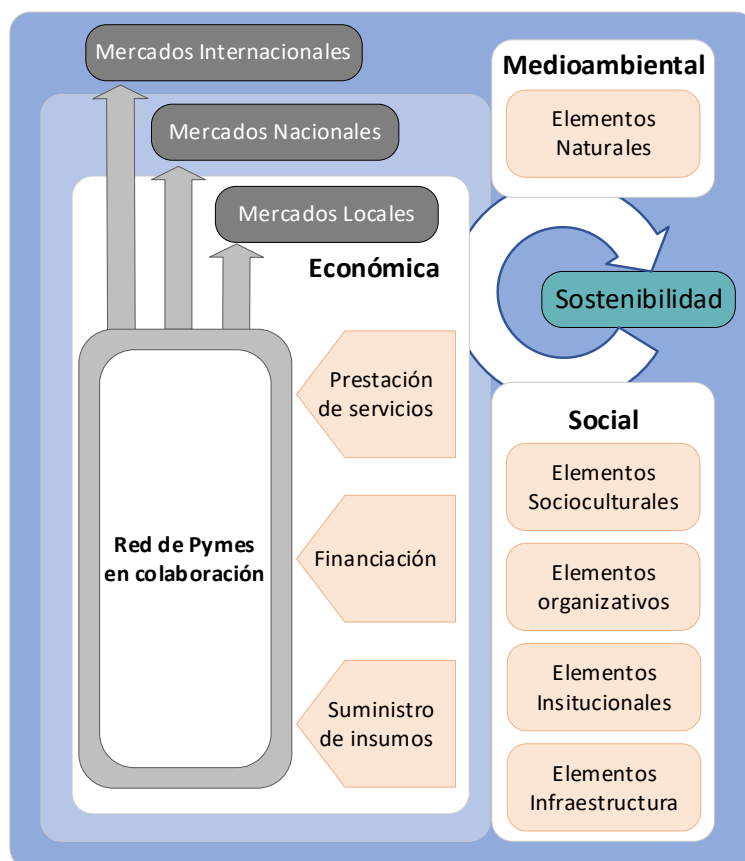 Mercados Internacionales
Mercados Nacionales
Mercados Locales
Económica
Prestación
de servicios
Red de Pymes
en colaboración
Financiación
Suministro
de insumos
Medioambiental
Elementos
Naturales
Sostenibilidad
Social
Elementos
Socioculturales
Elementos
organizativos
Elementos
Insitucionales
Elementos
Infraestructura